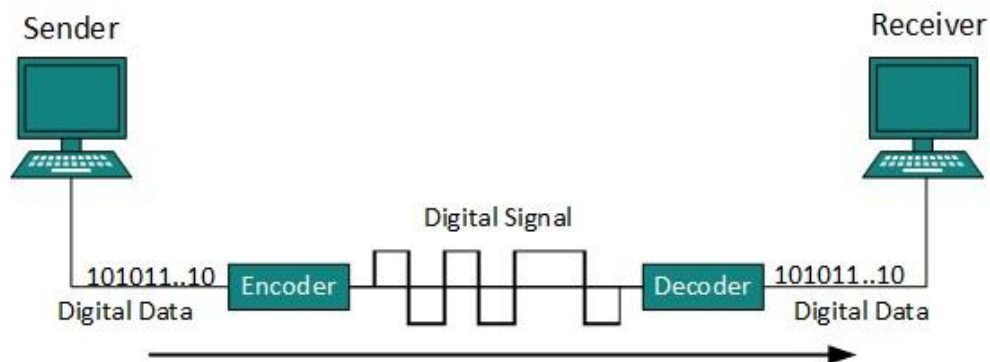 Sender
Receiver
Digital Signal
101011..10
Encoder
Decoder
101011..10
Digital Data
Digital Data